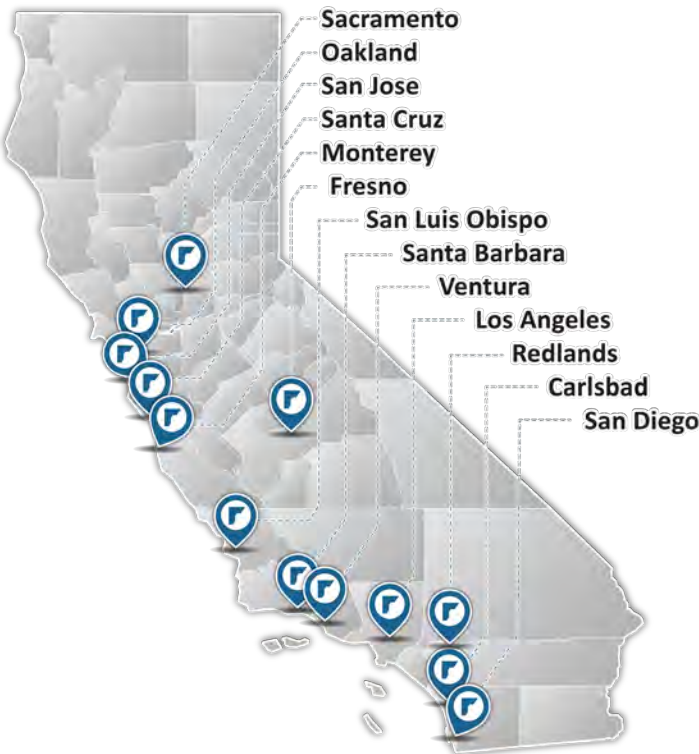 Sacramento
Oakland
San Jose
Santa Cruz
Monterey
Fresno
San Luis Obispo
Santa Barbara
Ventura
Los Angeles
Redlands
Carlsbad
San Diego